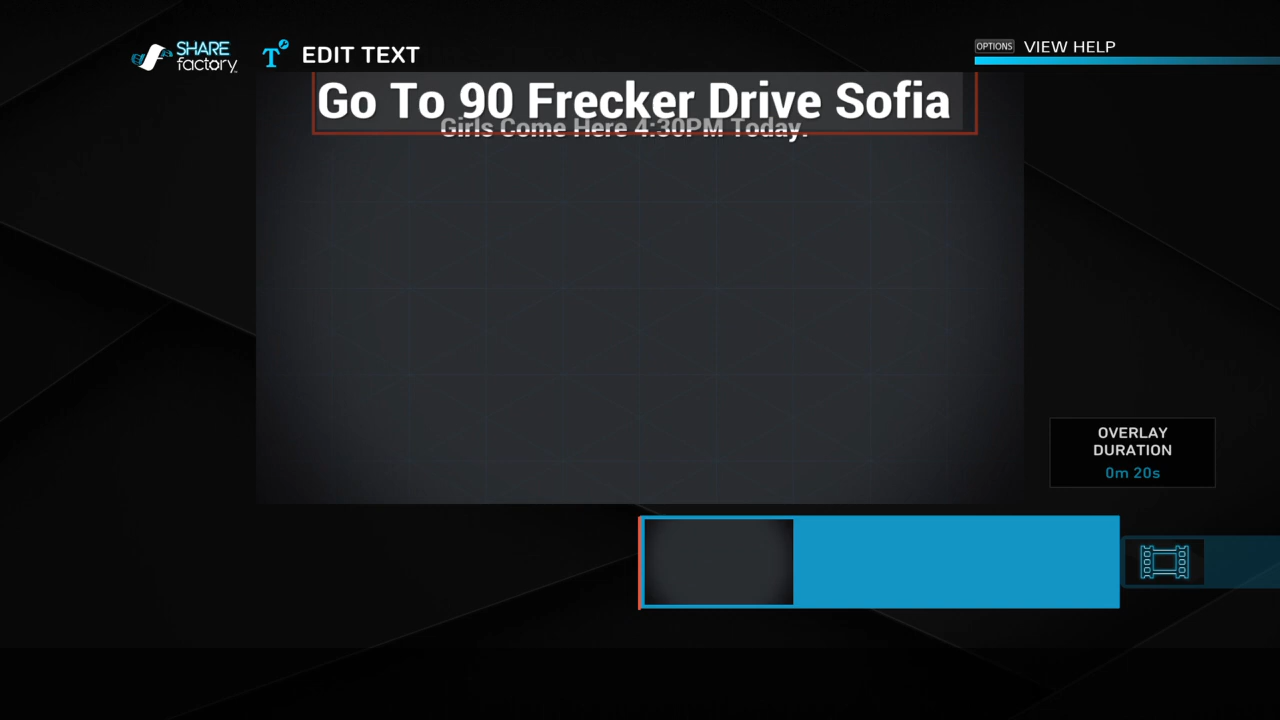 SHARE
factory™
EDIT TEXT
OPTIONS VIEW HELP
Go To 90 Frecker Drive Sofia
Girls Come Here 4:30PM Today.
OVERLAY
DURATION
0m 20s